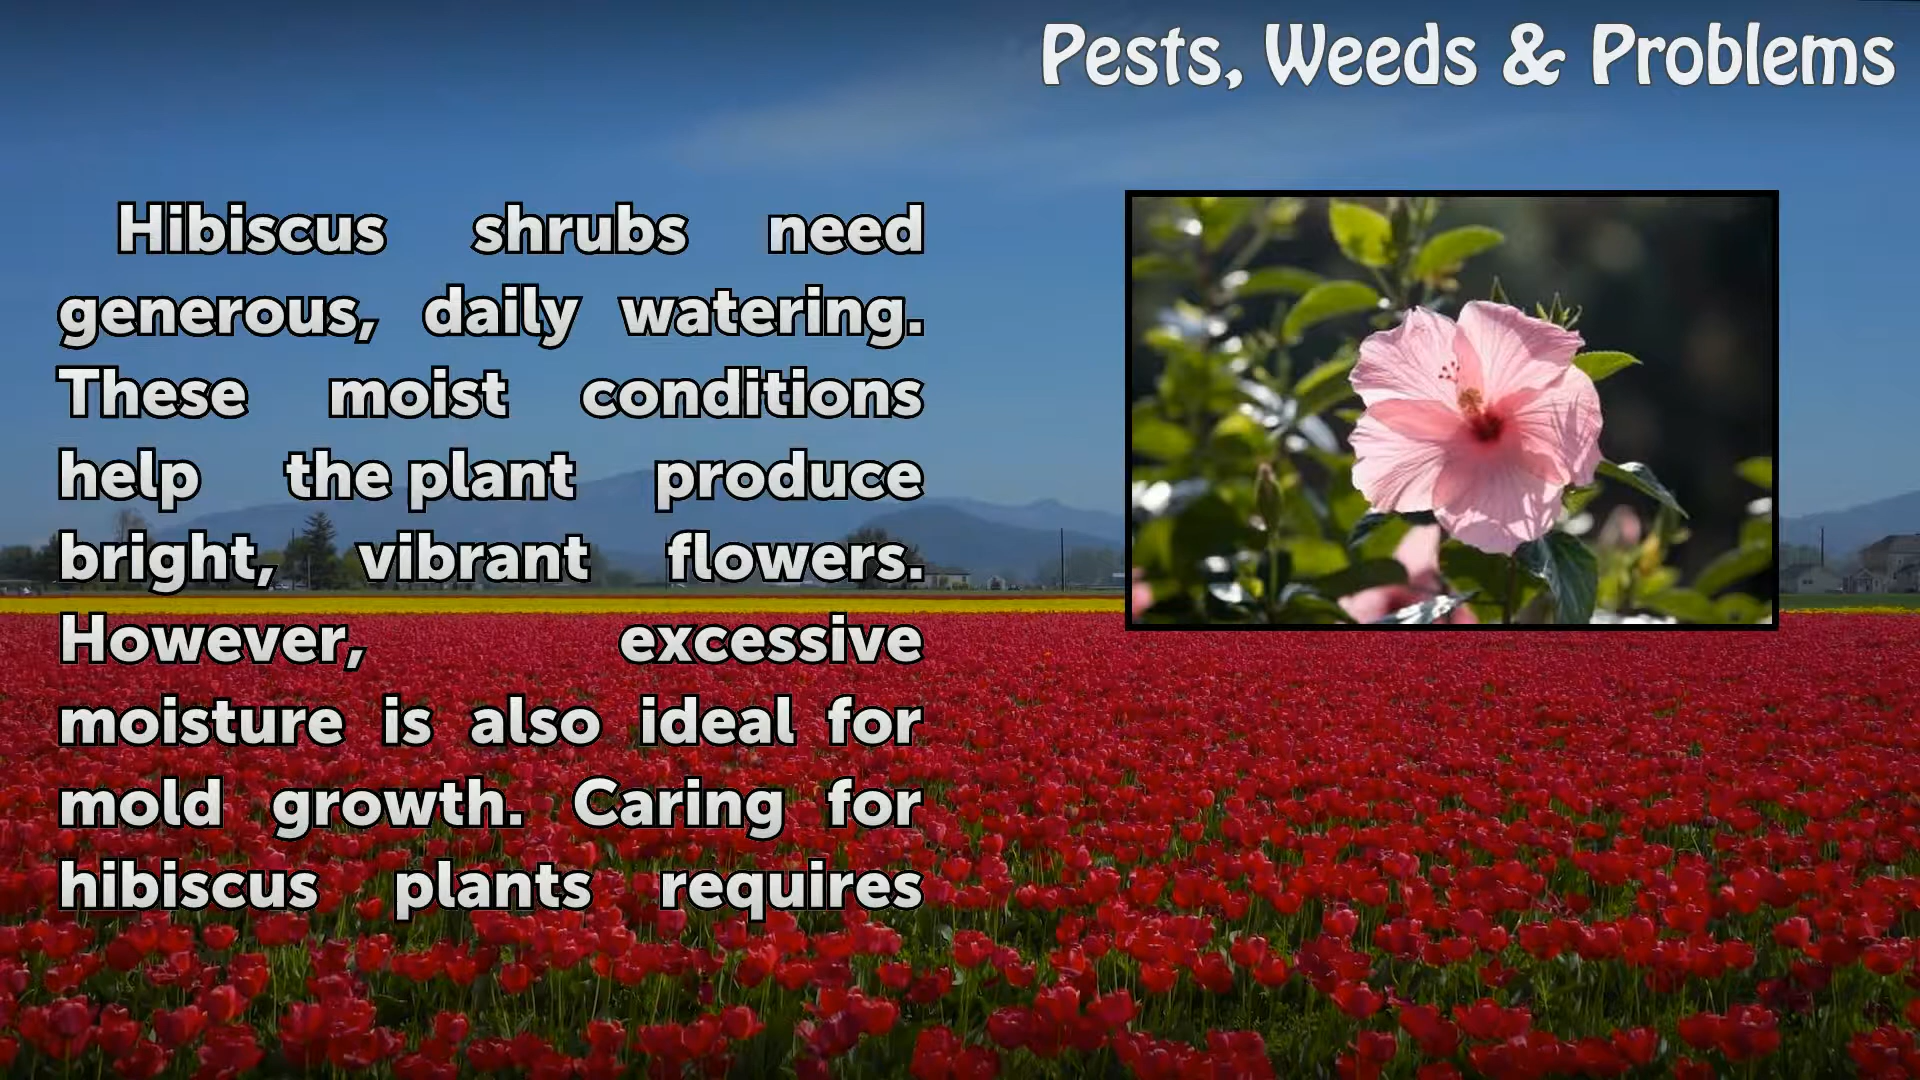 Pests, Weeds & Problems
Hibiscus shrubs need
generous, daily watering.
These moist conditions
help the plant produce
bright, vibrant flowers.
However, excessive
moisture is also ideal for
mold growth. Caring for
hibiscus plants requires